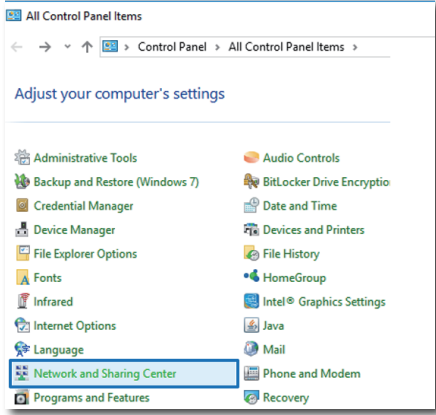 All Control Panel Items
Control Panel > All Control Panel Items >
Adjust your computer's settings
Administrative Tools
Audio Controls
Backup and Restore (Windows 7)
BitLocker Drive Encryptio
Credential Manager
Date and Time
Device Manager
Devices and Printers
File Explorer Options
File History
Fonts
HomeGroup
Infrared
Intel® Graphics Settings
Internet Options
Java
Language
Mail
Network and Sharing Center
Phone and Modem
Programs and Features
Recovery